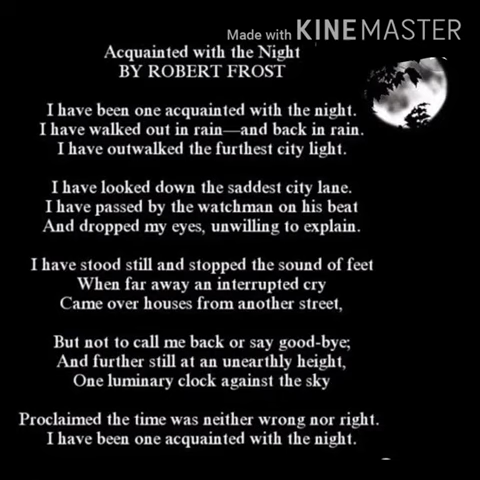 Made with KINEMASTER
Acquainted with the Night
BY ROBERT FROST
I have been one acquainted with the night.
I have walked out in rain—and back in rain.
I have outwalked the furthest city light.
I have looked down the saddest city lane.
I have passed by the watchman on his beat
And dropped my eyes, unwilling to explain.
I have stood still and stopped the sound of feet
When far away an interrupted cry
Came over houses from another street,
But not to call me back or say good-bye;
And further still at an unearthly height,
One luminary clock against the sky
Proclaimed the time was neither wrong nor right.
I have been one acquainted with the night.